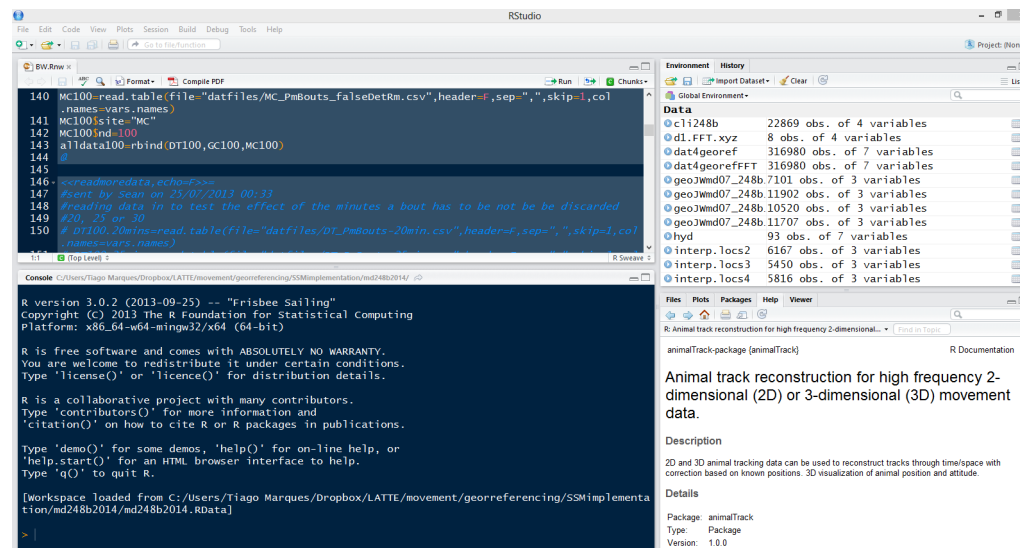 RStudio
File Edit Code View Plots Session Build Debug Tools Help
Go to file/function
Project: (Non
BW.Rnw
ABC Format Compile PDF Run Chunks
140 MC100=read.table(file="datfiles/MC_PmBouts_falseDetRm.csv",header=F,sep=",",skip=1,col
.names=vars.names)
141 MC100$site="MC"
142 MC100$nd=100
143 alldata100=rbind(DT100,GC100,MC100)
144 @
145
146 <<readmoredata,echo=F>>=
147 #sent by Sean on 25/07/2013 00:33
148 #reading data in to test the effect of the minutes a bout has to be not be be discarded
149 #20, 25 or 30
150 # DT100.20mins=read.table(file="datfiles/DT_PmBouts-20min.csv",header=F,sep=",",skip=1,col
.names=vars.names)
1:1 (Top Level) R Sweave
Console C:/Users/Tiago Marques/Dropbox/LATTE/movement/georreferencing/SSMimplementation/md248b2014/
R version 3.0.2 (2013-09-25) -- "Frisbee Sailing"
Copyright (C) 2013 The R Foundation for Statistical Computing
Platform: x86_64-w64-mingw32/x64 (64-bit)
R is free software and comes with ABSOLUTELY NO WARRANTY.
You are welcome to redistribute it under certain conditions.
Type 'license()' or 'licence()' for distribution details.
R is a collaborative project with many contributors.
Type 'contributors()' for more information and
'citation()' on how to cite R or R packages in publications.
Type 'demo()' for some demos, 'help()' for on-line help, or
'help.start()' for an HTML browser interface to help.
Type 'q()' to quit R.
[Workspace loaded from C:/Users/Tiago Marques/Dropbox/LATTE/movement/georreferencing/SSMimplementa
tion/md248b2014/md248b2014.RData]
>
Environment History
Import Dataset Clear Lis
Global Environment
Data
cli248b 22869 obs. of 4 variables
d1.FFT.xyz 8 obs. of 4 variables
dat4georef 316980 obs. of 7 variables
dat4georefFFT 316980 obs. of 7 variables
geoJWmd07_248b. 7101 obs. of 3 variables
geoJWmd07_248b. 11902 obs. of 3 variables
geoJWmd07_248b. 10520 obs. of 3 variables
geoJWmd07_248b. 11707 obs. of 3 variables
hyd 93 obs. of 7 variables
interp.locs2 6167 obs. of 3 variables
interp.locs3 5450 obs. of 3 variables
interp.locs4 5816 obs. of 3 variables
Files Plots Packages Help Viewer
R: Animal track reconstruction for high frequency 2-dimensional... Find in Topic
animalTrack-package {animalTrack} R Documentation
Animal track reconstruction for high frequency 2-
dimensional (2D) or 3-dimensional (3D) movement
data.
Description
2D and 3D animal tracking data can be used to reconstruct tracks through time/space with
correction based on known positions. 3D visualization of animal position and attitude.
Details
Package: animalTrack
Type: Package
Version: 1.0.0